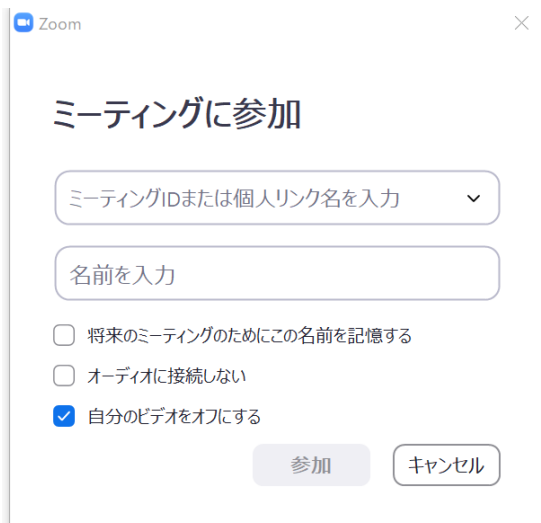 Zoom
ミーティングに参加
ミーティングIDまたは個人リンク名を入力
名前を入力
将来のミーティングのためにこの名前を記憶する
オーディオに接続しない
自分のビデオをオフにする
参加 キャンセル